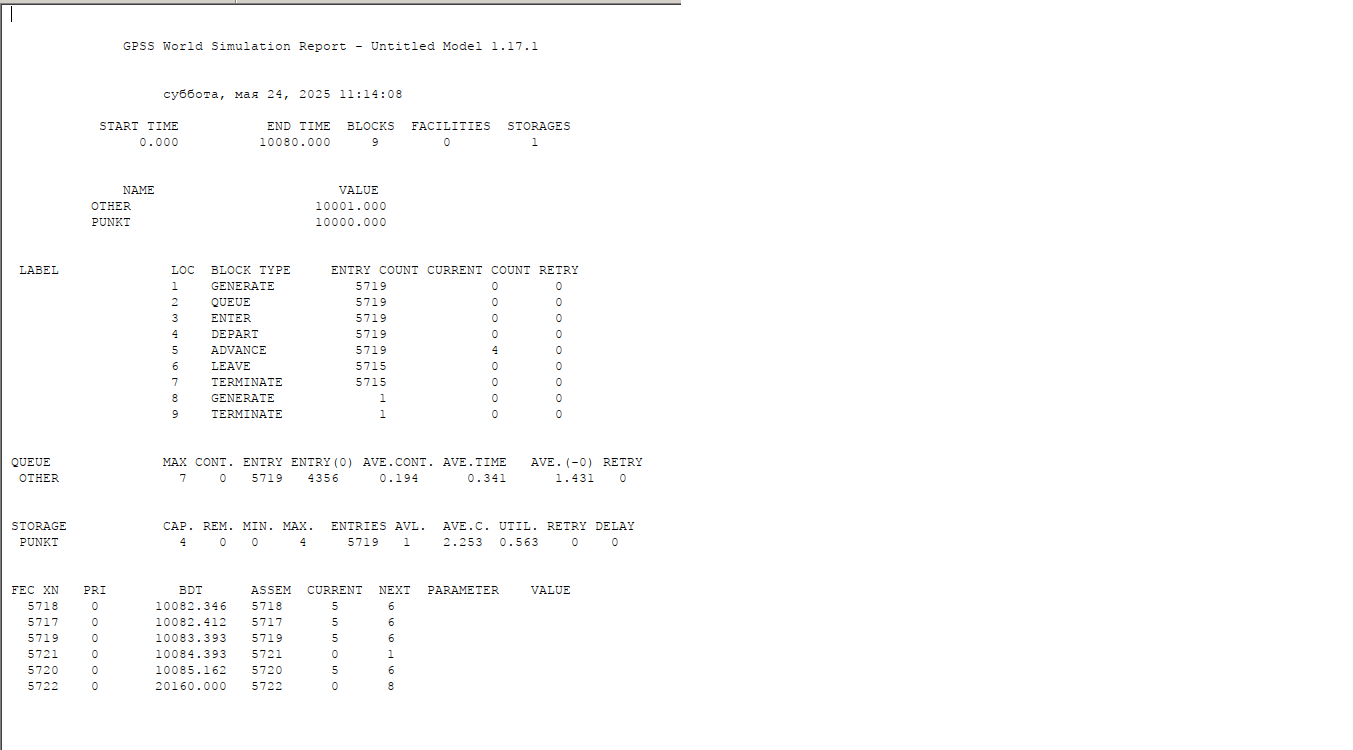 GPSS World Simulation Report - Untitled Model 1.17.1
суббота, мая 24, 2025 11:14:08
START TIME END TIME BLOCKS FACILITIES STORAGES
0.000 10080.000 9 0 1
NAME VALUE
OTHER 10001.000
PUNKT 10000.000
LABEL LOC BLOCK TYPE ENTRY COUNT CURRENT COUNT RETRY
1 GENERATE 5719 0 0
2 QUEUE 5719 0 0
3 ENTER 5719 0 0
4 DEPART 5719 0 0
5 ADVANCE 5719 4 0
6 LEAVE 5715 0 0
7 TERMINATE 5715 0 0
8 GENERATE 1 0 0
9 TERMINATE 1 0 0
QUEUE MAX CONT. ENTRY ENTRY(0) AVE.CONT. AVE.TIME AVE.(-0) RETRY
OTHER 7 0 5719 4356 0.194 0.341 1.431 0
STORAGE CAP. REM. MIN. MAX. ENTRIES AVL. AVE.C. UTIL. RETRY DELAY
PUNKT 4 0 0 4 5719 1 2.253 0.563 0 0
FEC XN PRI BDT ASSEM CURRENT NEXT PARAMETER VALUE
5718 0 10082.346 5718 5 6
5717 0 10082.412 5717 5 6
5719 0 10083.393 5719 5 6
5721 0 10084.393 5721 0 1
5720 0 10085.162 5720 5 6
5722 0 20160.000 5722 0 8